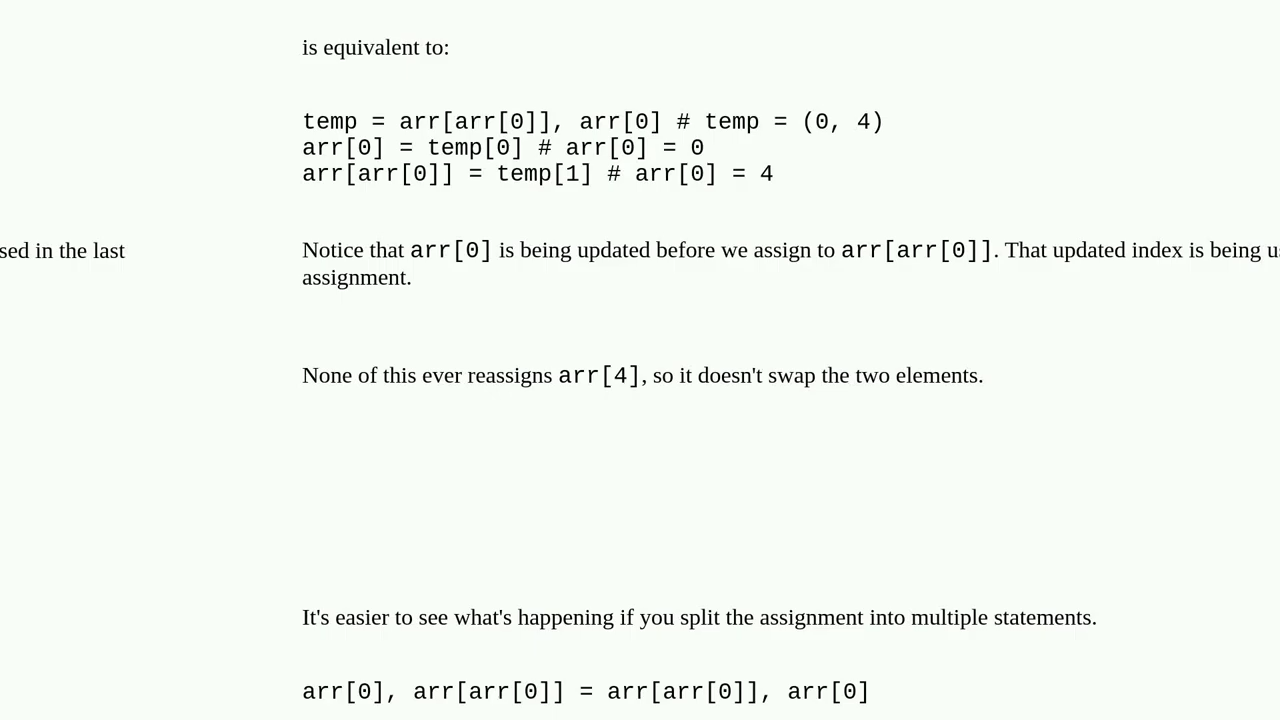 is equivalent to:
temp = arr[arr[0]], arr[0] # temp = (0, 4)
arr[0] = temp[0] # arr[0] = 0
arr[arr[0]] = temp[1] # arr[0] = 4
sed in the last
Notice that arr[0] is being updated before we assign to arr[arr[0]]. That updated index is being u
assignment.
None of this ever reassigns arr[4], so it doesn't swap the two elements.
It's easier to see what's happening if you split the assignment into multiple statements.
arr[0], arr[arr[0]] = arr[arr[0]], arr[0]